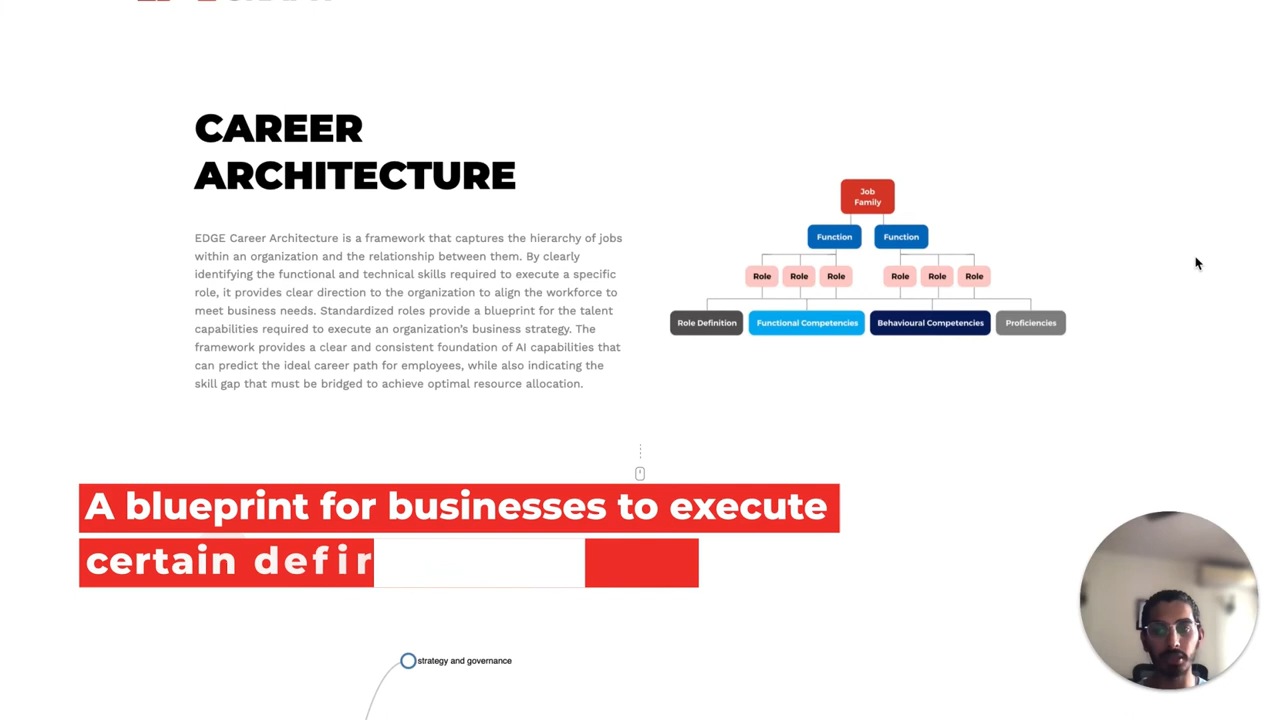 CAREER
ARCHITECTURE
EDGE Career Architecture is a framework that captures the hierarchy of jobs
within an organization and the relationship between them. By clearly
identifying the functional and technical skills required to execute a specific
role, it provides clear direction to the organization to align the workforce to
meet business needs. Standardized roles provide a blueprint for the talent
capabilities required to execute an organization's business strategy. The
framework provides a clear and consistent foundation of AI capabilities that
can predict the ideal career path for employees, while also indicating the
skill gap that must be bridged to achieve optimal resource allocation.
Job
Family
Function Function
Role Role Role Role Role Role
Role Definition Functional Competencies Behavioural Competencies Proficiencies
A blueprint for businesses to execute
certain
strategy and governance